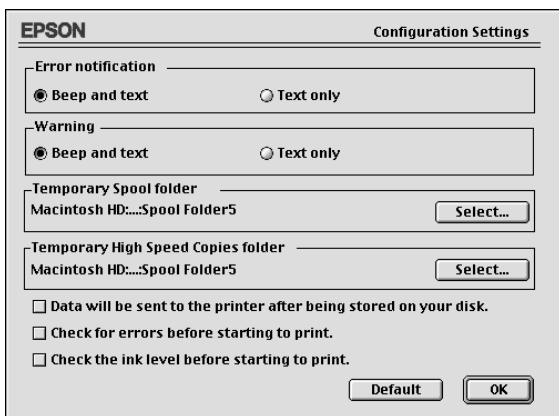 EPSON Configuration Settings
Error notification
Beep and text Text only
Warning
Beep and text Text only
Temporary Spool folder
Macintosh HD:...:Spool Folder5 Select...
Temporary High Speed Copies folder
Macintosh HD:...:Spool Folder5 Select...
Data will be sent to the printer after being stored on your disk.
Check for errors before starting to print.
Check the ink level before starting to print.
Default OK